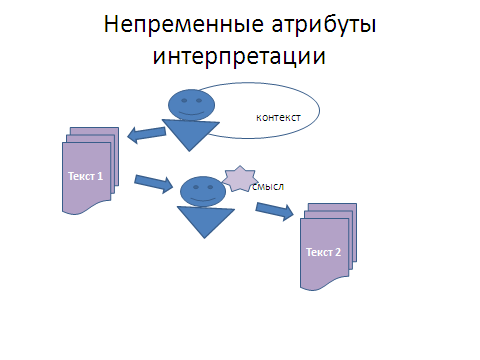 Непременные атрибуты
интерпретации
контекст
Текст 1
смысл
Текст 2